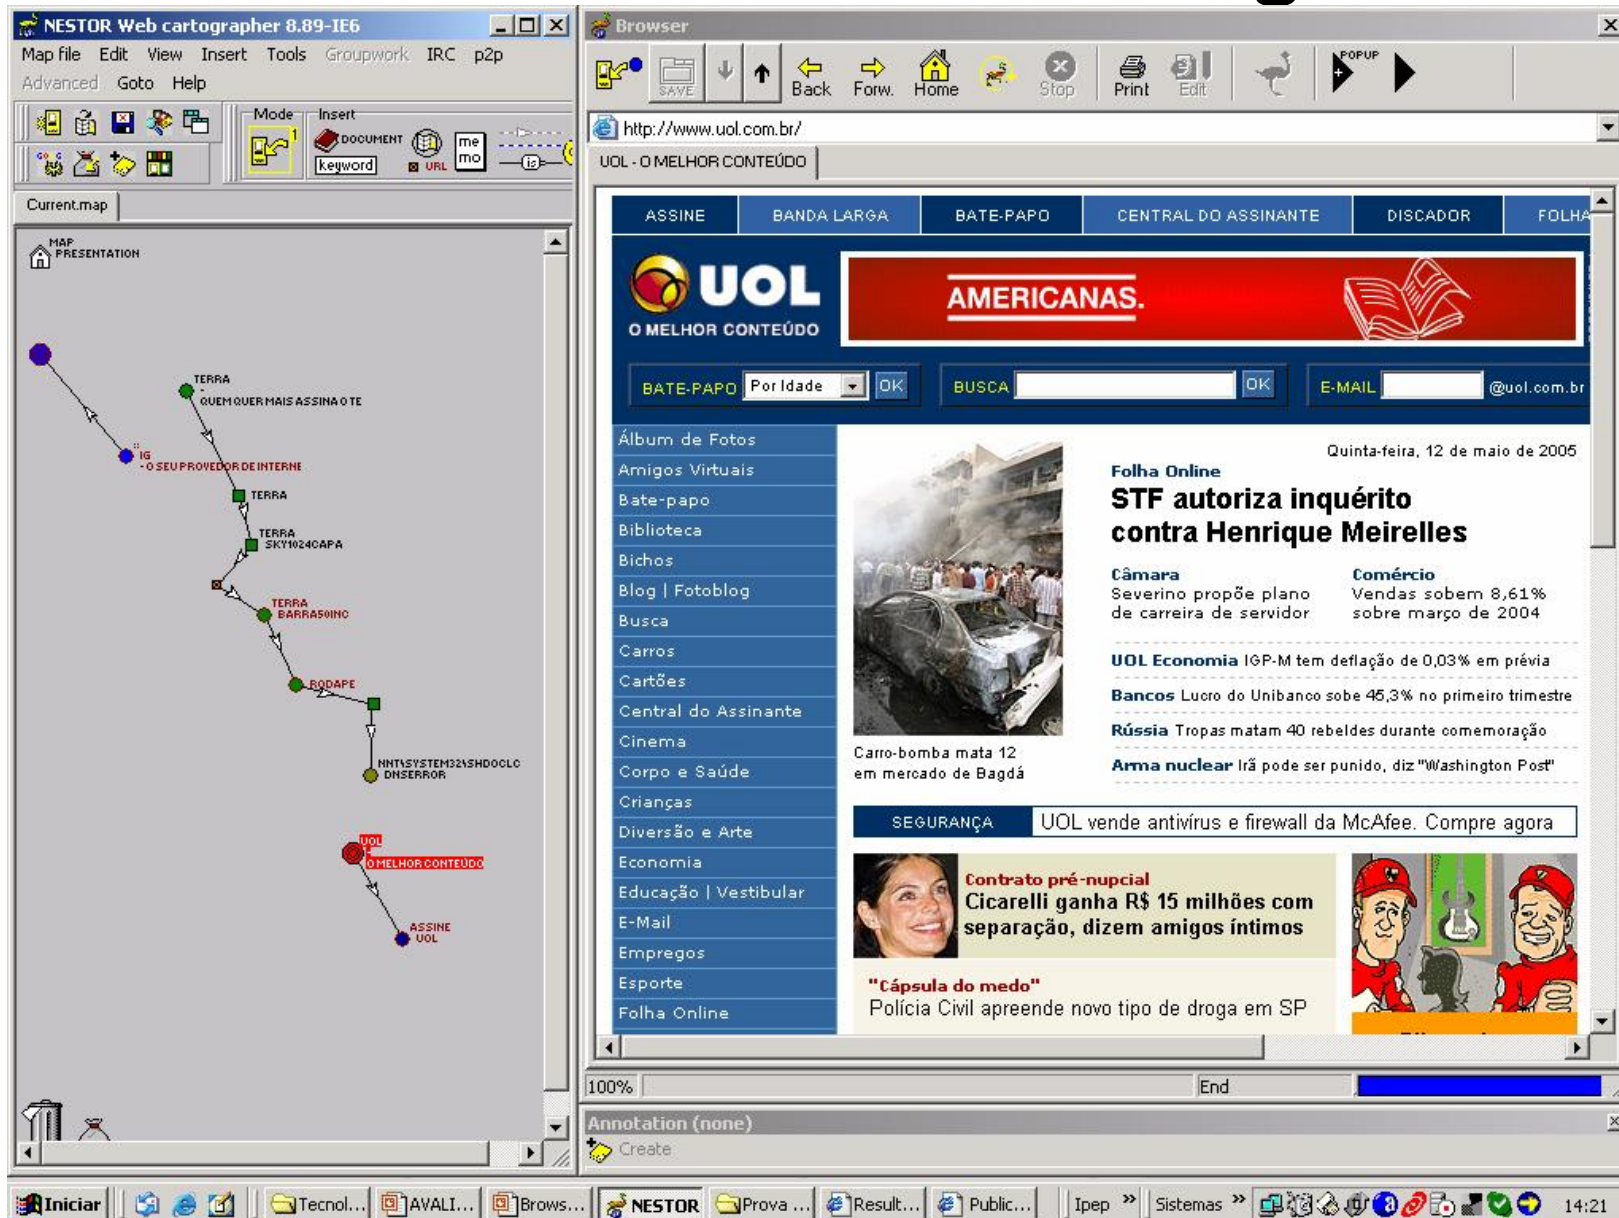 NESTOR Web cartographer 8.89-IE6
Map file Edit View Insert Tools Groupwork IRC p2p
Advanced Goto Help
Mode
Insert
1
DOCUMENT
keyword
URL
me
mo
is
GO
Current.map
MAP
PRESENTATION
TERRA
-
QUEM QUER MAIS ASSINA O TE
IG
- O SEU PROVEDOR DE INTERNE
TERRA
TERRA
SKY1024CAPA
TERRA
BARRA50INC
RODAPE
NNT\SYSTEM32\SHDOCLC
DNSERROR
UOL
-
O MELHOR CONTEÚDO
ASSINE
UOL
Browser
SAVE
Back
Forw.
Home
Stop
Print
Edit
POPUP
http://www.uol.com.br/
UOL - O MELHOR CONTEÚDO
ASSINE BANDA LARGA BATE-PAPO CENTRAL DO ASSINANTE DISCADOR FOLHA
UOL
O MELHOR CONTEÚDO
AMERICANAS.
BATE-PAPO Por Idade OK BUSCA OK E-MAIL @uol.com.br
Álbum de Fotos
Amigos Virtuais
Bate-papo
Biblioteca
Bichos
Blog | Fotoblog
Busca
Carros
Cartões
Central do Assinante
Cinema
Corpo e Saúde
Crianças
Diversão e Arte
Economia
Educação | Vestibular
E-Mail
Empregos
Esporte
Folha Online
Carro-bomba mata 12
em mercado de Bagdá
Quinta-feira, 12 de maio de 2005
Folha Online
STF autoriza inquérito
contra Henrique Meirelles
Câmara
Severino propõe plano
de carreira de servidor
Comércio
Vendas sobem 8,61%
sobre março de 2004
UOL Economia IGP-M tem deflação de 0,03% em prévia
Bancos Lucro do Unibanco sobe 45,3% no primeiro trimestre
Rússia Tropas matam 40 rebeldes durante comemoração
Arma nuclear Irã pode ser punido, diz "Washington Post"
SEGURANÇA UOL vende antivírus e firewall da McAfee. Compre agora
Contrato pré-nupcial
Cicarelli ganha R$ 15 milhões com
separação, dizem amigos íntimos
"Cápsula do medo"
Polícia Civil apreende novo tipo de droga em SP
100%
End
Annotation (none)
Create
Iniciar Tecnol... AVALI... Brows... NESTOR Prova ... Result... Public... Ipep » Sistemas » 14:21